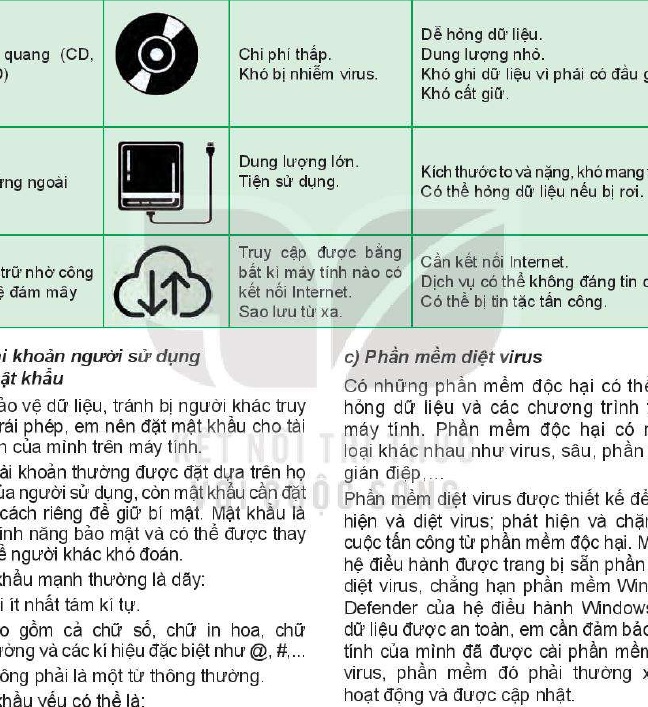 quang (CD,
)
Chi phí thấp.
Khó bị nhiễm virus.
Dễ hỏng dữ liệu.
Dung lượng nhỏ.
Khó ghi dữ liệu vì phải có đầu g
Khó cất giữ.
ng ngoài
Dung lượng lớn.
Tiện sử dụng.
Kích thước to và nặng, khó mang
Có thể hỏng dữ liệu nếu bị rơi.
trữ nhờ công
ệ đám mây
Truy cập được bằng
bất kì máy tính nào có
kết nối Internet.
Sao lưu từ xa.
Cần kết nối Internet.
Dịch vụ có thể không đáng tin c
Có thể bị tin tặc tấn công.
i khoản người sử dụng
ật khẩu
ảo vệ dữ liệu, tránh bị người khác truy
rái phép, em nên đặt mật khẩu cho tài
n của mình trên máy tính.
ài khoản thường được đặt dựa trên họ
ủa người sử dụng, còn mật khẩu cần đặt
cách riêng để giữ bí mật. Mật khẩu là
ính năng bảo mật và có thể được thay
ể người khác khó đoán.
khẩu mạnh thường là dãy:
i ít nhất tám kí tự.
o gồm cả chữ số, chữ in hoa, chữ
ường và các kí hiệu đặc biệt như @, #,...
ông phải là một từ thông thường.
khẩu yếu có thể là:
c) Phần mềm diệt virus
Có những phần mềm độc hại có thể
hỏng dữ liệu và các chương trình
máy tính. Phần mềm độc hại có
loại khác nhau như virus, sâu, phần
gián điệp,...
Phần mềm diệt virus được thiết kế để
hiện và diệt virus; phát hiện và chặ
cuộc tấn công từ phần mềm độc hại. M
hệ điều hành được trang bị sẵn phần
diệt virus, chẳng hạn phần mềm Win
Defender của hệ điều hành Windows
dữ liệu được an toàn, em cần đảm bảo
tính của mình đã được cài phần mềm
virus, phần mềm đó phải thường x
hoạt động và được cập nhật.
KẾT NỐI TRI THỨC
VỚI CUỘC SỐNG